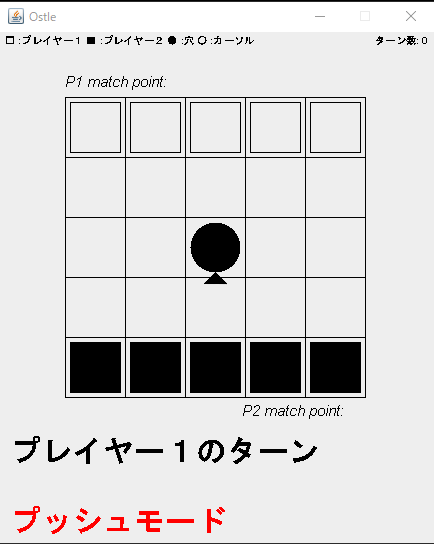 Ostle
□ :プレイヤー１ ■ :プレイヤー２ ● :穴 〇 :カーソル ターン数: 0
P1 match point:
P2 match point:
プレイヤー１のターン
プッシュモード